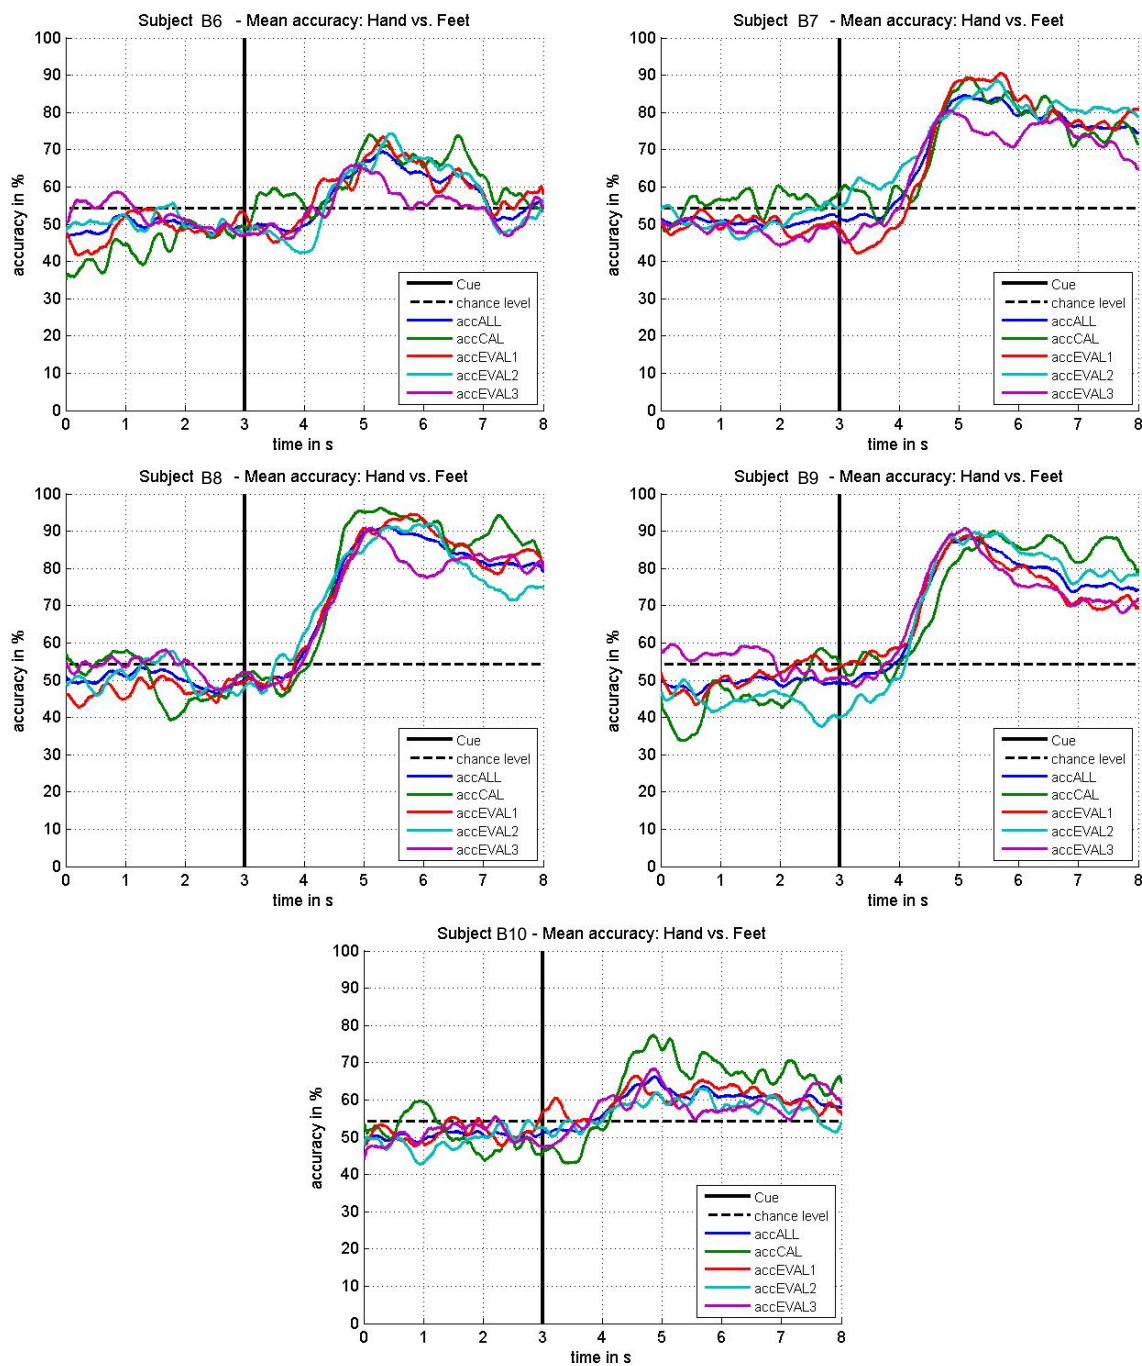 Subject B6 - Mean accuracy: Hand vs. Feet
100
90
80
70
60
50
40
30
20
10
0
accuracy in %
Cue
chance level
accALL
accCAL
accEVAL1
accEVAL2
accEVAL3
0 1 2 3 4 5 6 7 8
time in s
Subject B7 - Mean accuracy: Hand vs. Feet
100
90
80
70
60
50
40
30
20
10
0
accuracy in %
Cue
chance level
accALL
accCAL
accEVAL1
accEVAL2
accEVAL3
0 1 2 3 4 5 6 7 8
time in s
Subject B8 - Mean accuracy: Hand vs. Feet
100
90
80
70
60
50
40
30
20
10
0
accuracy in %
Cue
chance level
accALL
accCAL
accEVAL1
accEVAL2
accEVAL3
0 1 2 3 4 5 6 7 8
time in s
Subject B9 - Mean accuracy: Hand vs. Feet
100
90
80
70
60
50
40
30
20
10
0
accuracy in %
Cue
chance level
accALL
accCAL
accEVAL1
accEVAL2
accEVAL3
0 1 2 3 4 5 6 7 8
time in s
Subject B10 - Mean accuracy: Hand vs. Feet
100
90
80
70
60
50
40
30
20
10
0
accuracy in %
Cue
chance level
accALL
accCAL
accEVAL1
accEVAL2
accEVAL3
0 1 2 3 4 5 6 7 8
time in s